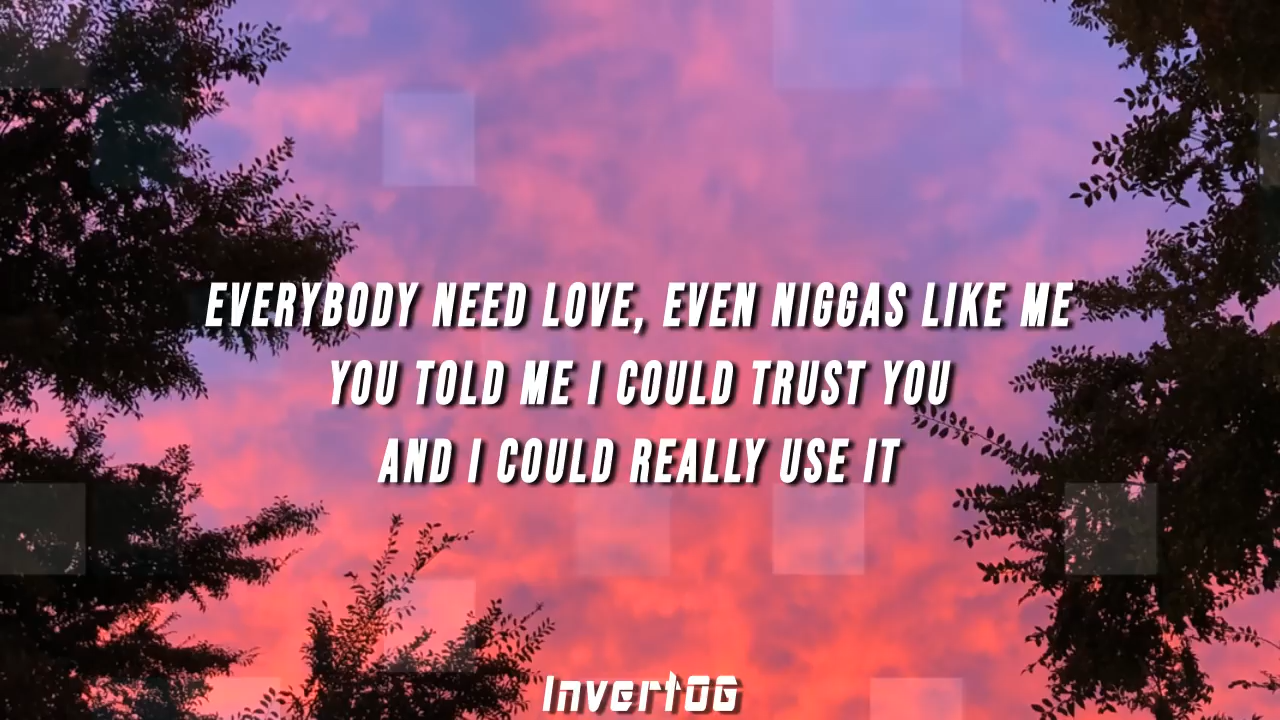 EVERYBODY NEED LOVE, EVEN NIGGAS LIKE ME
YOU TOLD ME I COULD TRUST YOU
AND I COULD REALLY USE IT
InvertOG